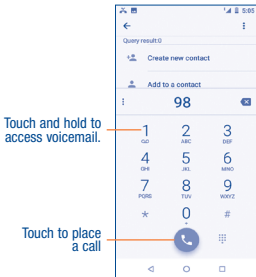 5:05
Query result:0
Create new contact
Add to a contact
98
Touch and hold to
access voicemail.
1 2 3
ABC DEF
4 5 6
GHI JKL MNO
7 8 9
PQRS TUV WXYZ
* 0 #
+
Touch to place
a call